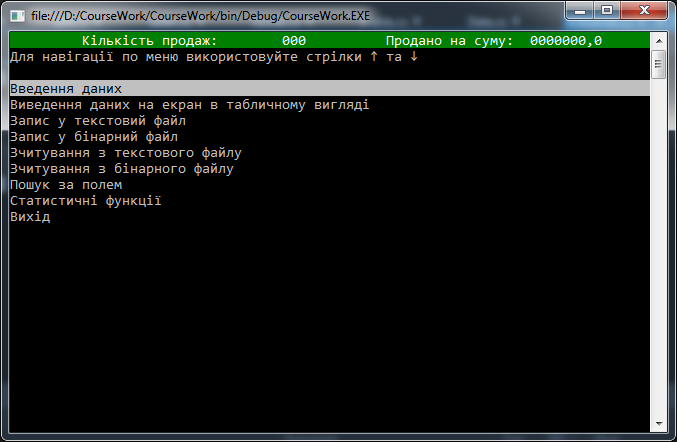 file:///D:/CourseWork/CourseWork/bin/Debug/CourseWork.EXE
Кількість продаж: 000 Продано на суму: 0000000,0
Для навігації по меню використовуйте стрілки ↑ та ↓
Введення даних
Виведення даних на екран в табличному вигляді
Запис у текстовий файл
Запис у бінарний файл
Зчитування з текстового файлу
Зчитування з бінарного файлу
Пошук за полем
Статистичні функції
Вихід